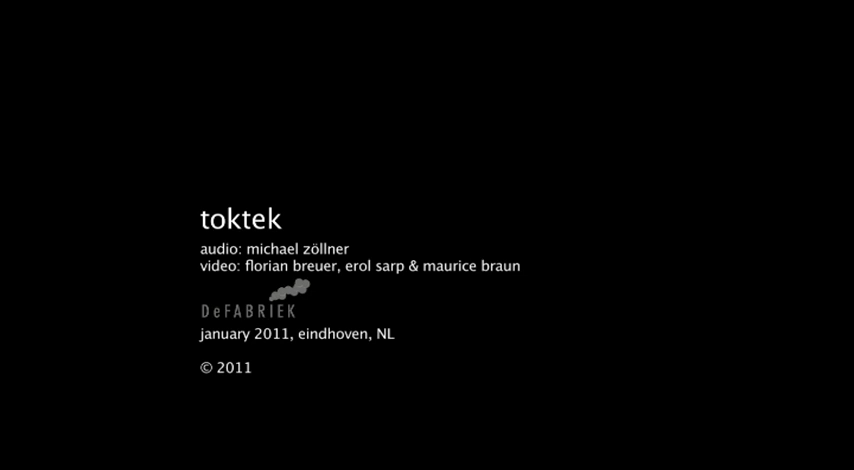 toktek
audio: michael zöllner
video: florian breuer, erol sarp & maurice braun
DeFABRIEK
january 2011, eindhoven, NL
© 2011